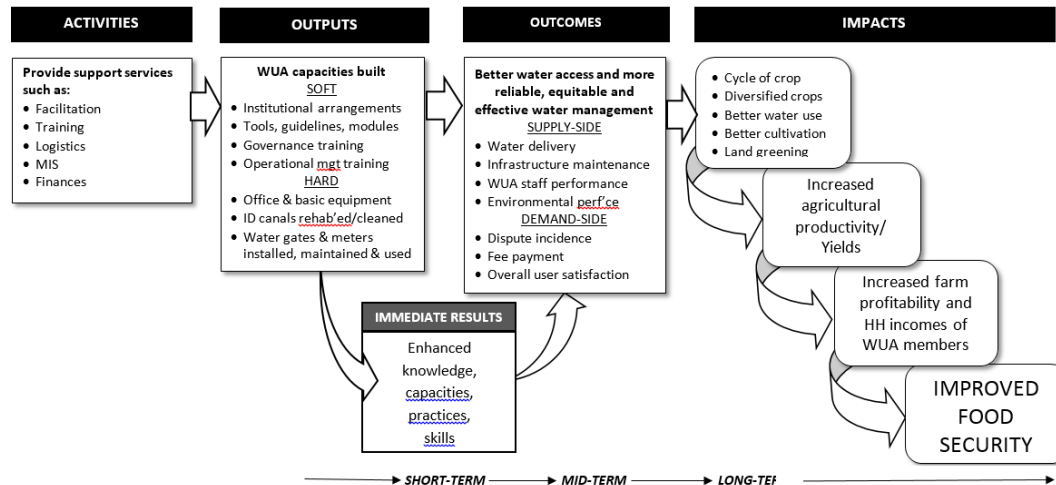 ACTIVITIES
Provide support services
such as:
• Facilitation
• Training
• Logistics
• MIS
• Finances
OUTPUTS
WUA capacities built
SOFT
• Institutional arrangements
• Tools, guidelines, modules
• Governance training
• Operational mgt training
HARD
• Office & basic equipment
• ID canals rehab'ed/cleaned
• Water gates & meters
installed, maintained & used
IMMEDIATE RESULTS
Enhanced
knowledge,
capacities,
practices,
skills
OUTCOMES
Better water access and more
reliable, equitable and
effective water management
SUPPLY-SIDE
• Water delivery
• Infrastructure maintenance
• WUA staff performance
• Environmental perf'ce
DEMAND-SIDE
• Dispute incidence
• Fee payment
• Overall user satisfaction
IMPACTS
• Cycle of crop
• Diversified crops
• Better water use
• Better cultivation
• Land greening
Increased
agricultural
productivity/
Yields
Increased farm
profitability and
HH incomes of
WUA members
IMPROVED
FOOD
SECURITY
SHORT-TERM
MID-TERM
LONG-TER